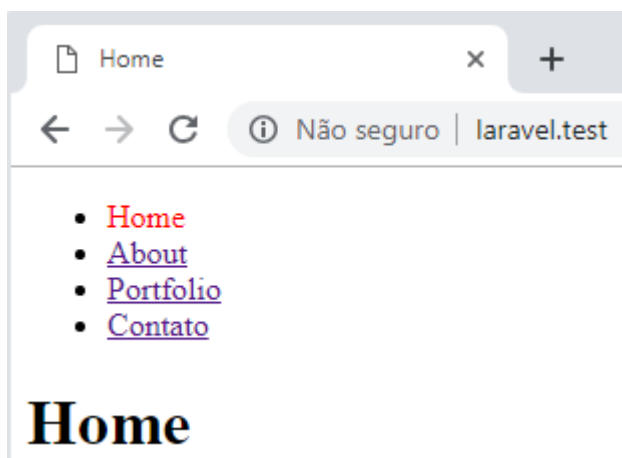 Home
Não seguro | laravel.test
Home
About
Portfolio
Contato
Home